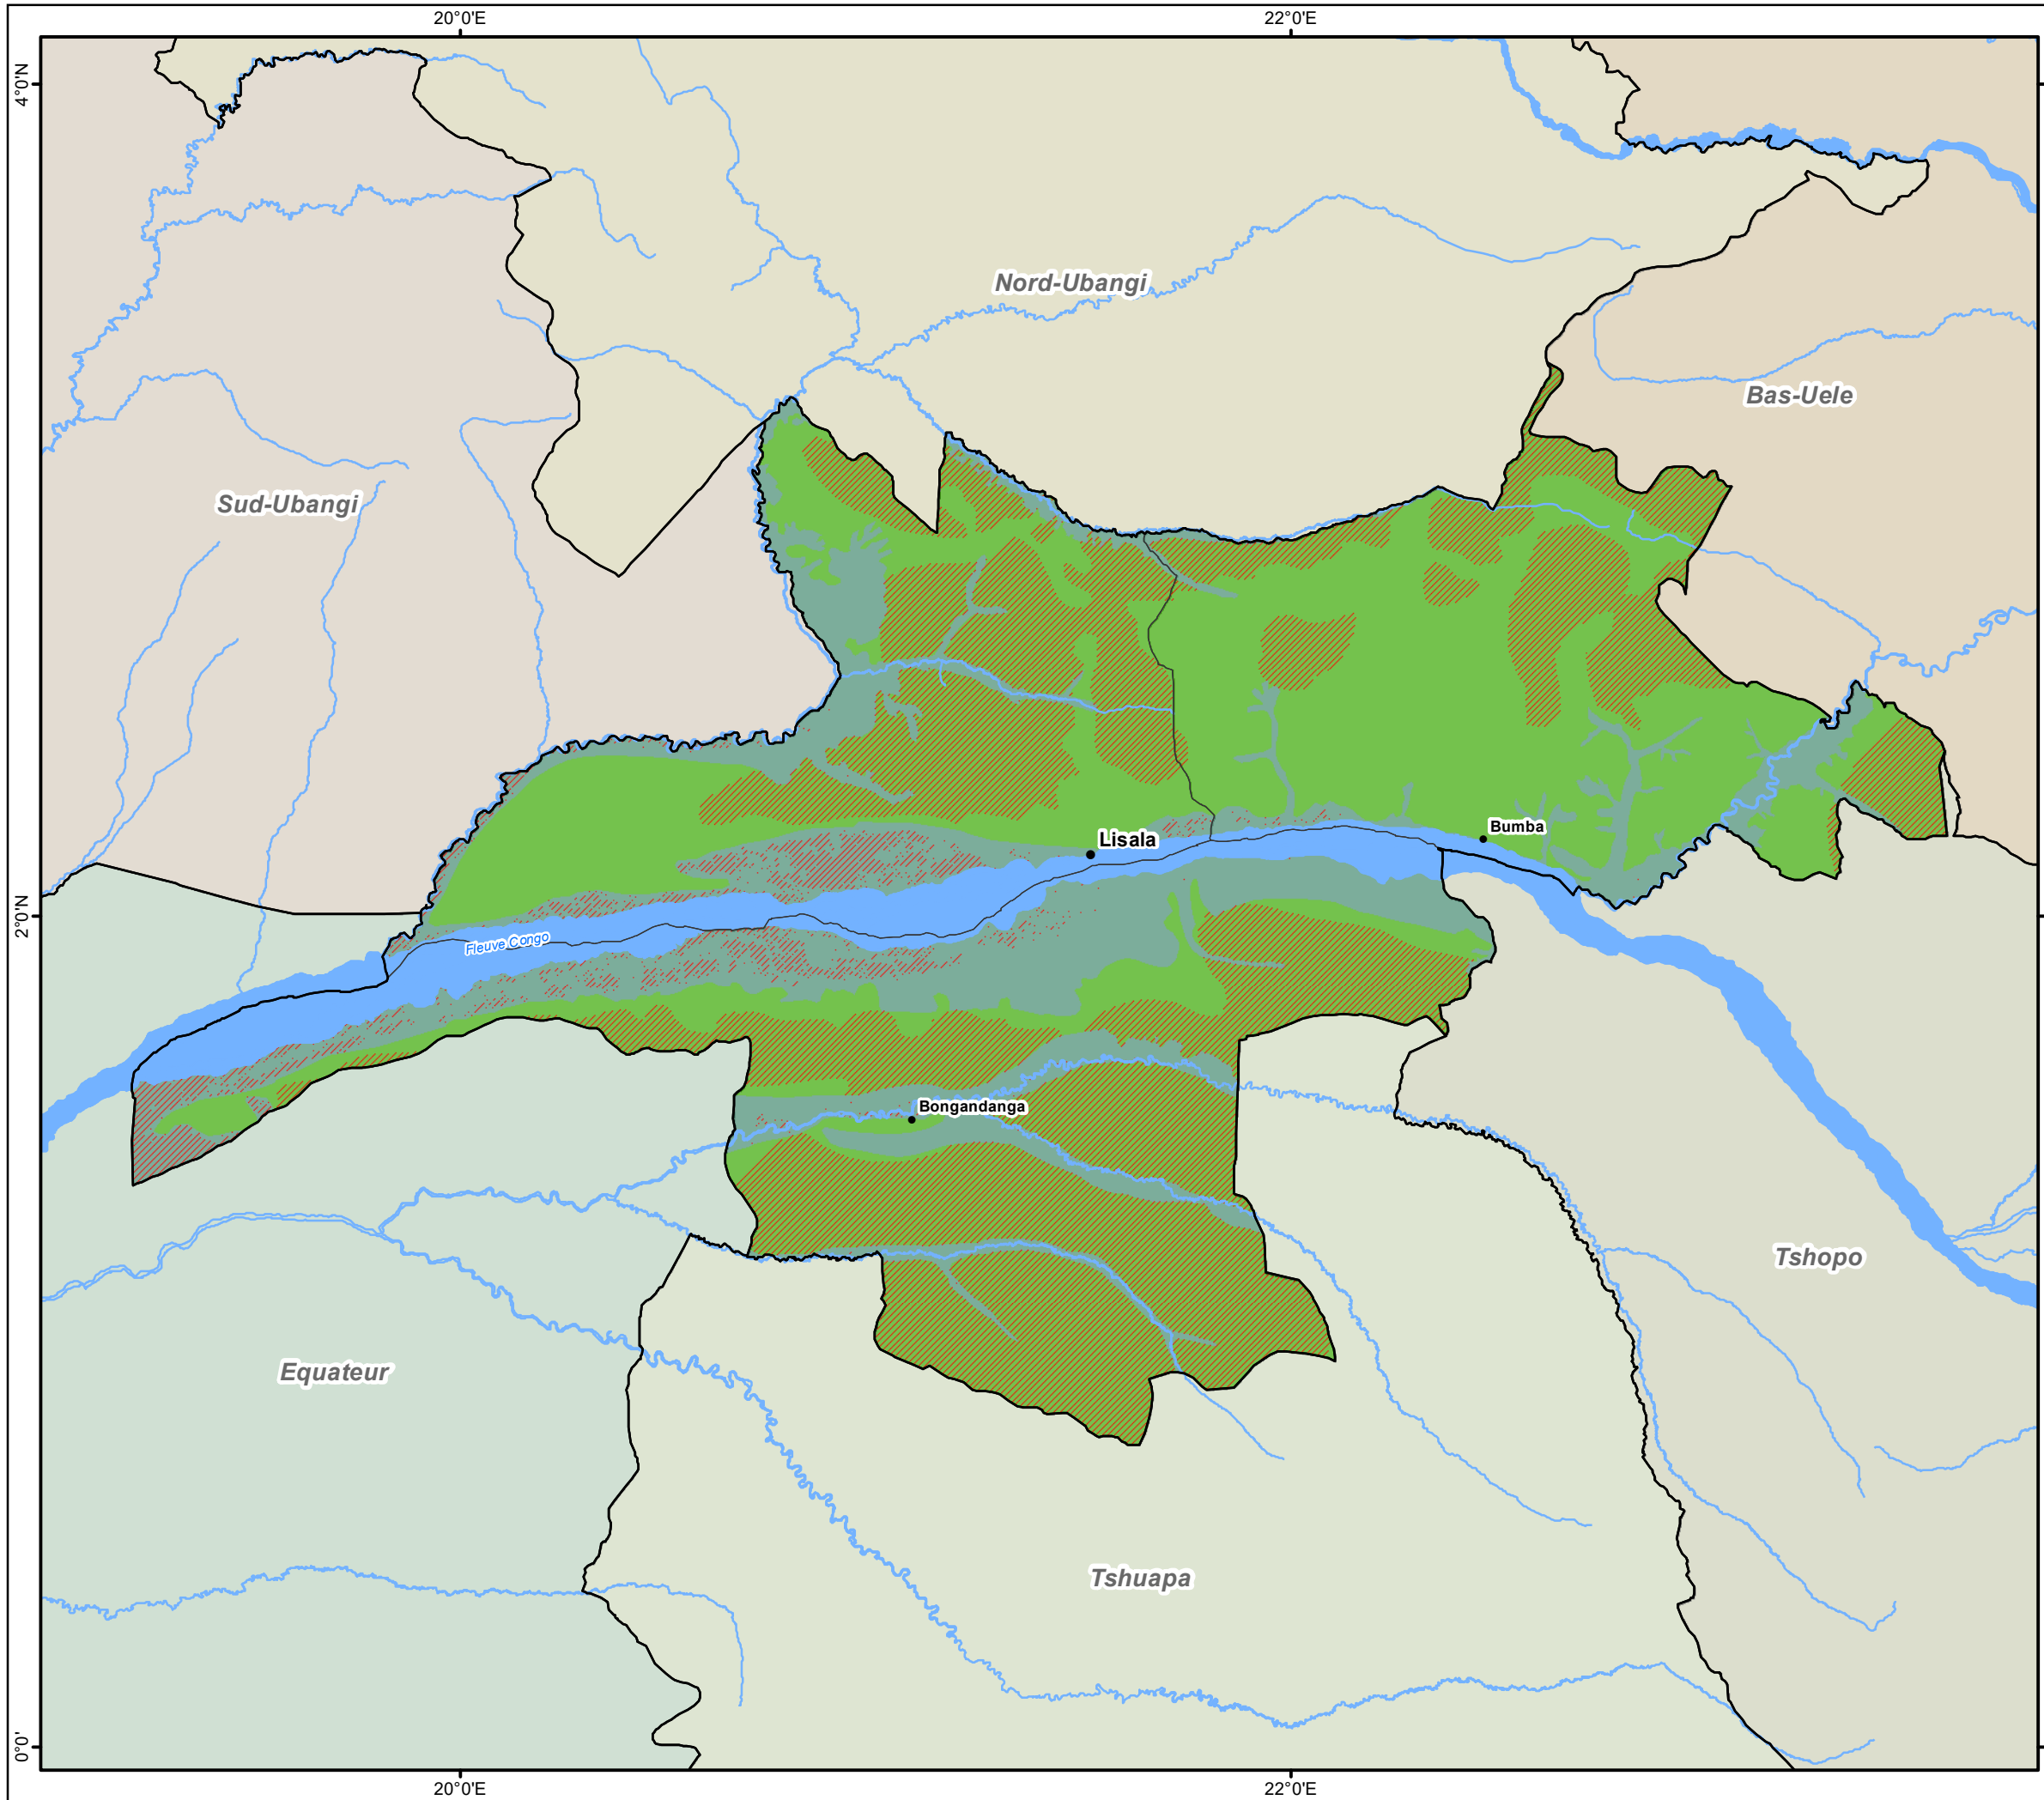 20°0'E 22°0'E
4°0'N
Nord-Ubangi
Bas-Uele
Sud-Ubangi
Bumba
Lisala
2°0'N
Fleuve Congo
Bongandanga
Tshopo
Equateur
Tshuapa
0°0'
20°0'E 22°0'E